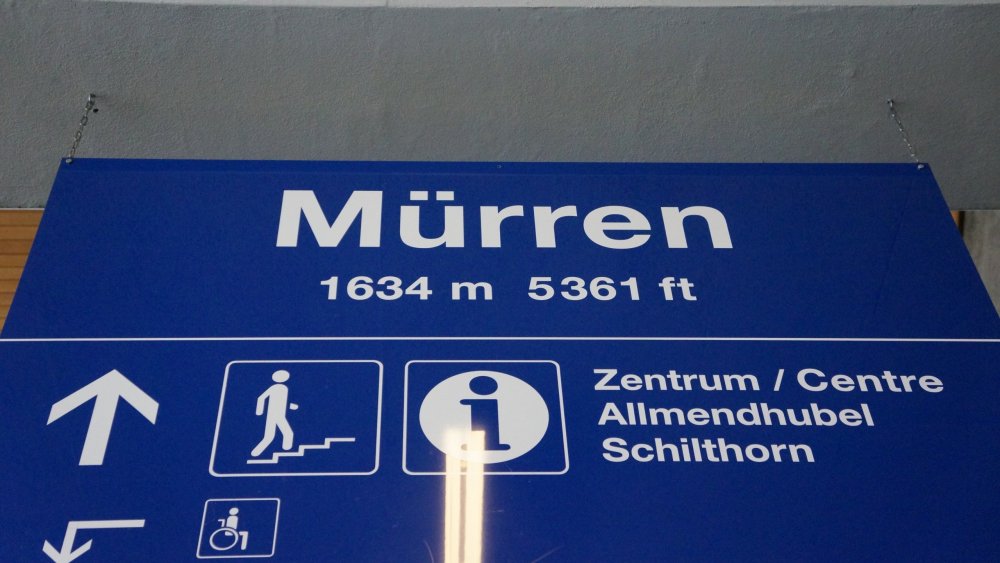 Mürren
1634 m 5361 ft
i
Zentrum / Centre
Allmendhubel
Schilthorn